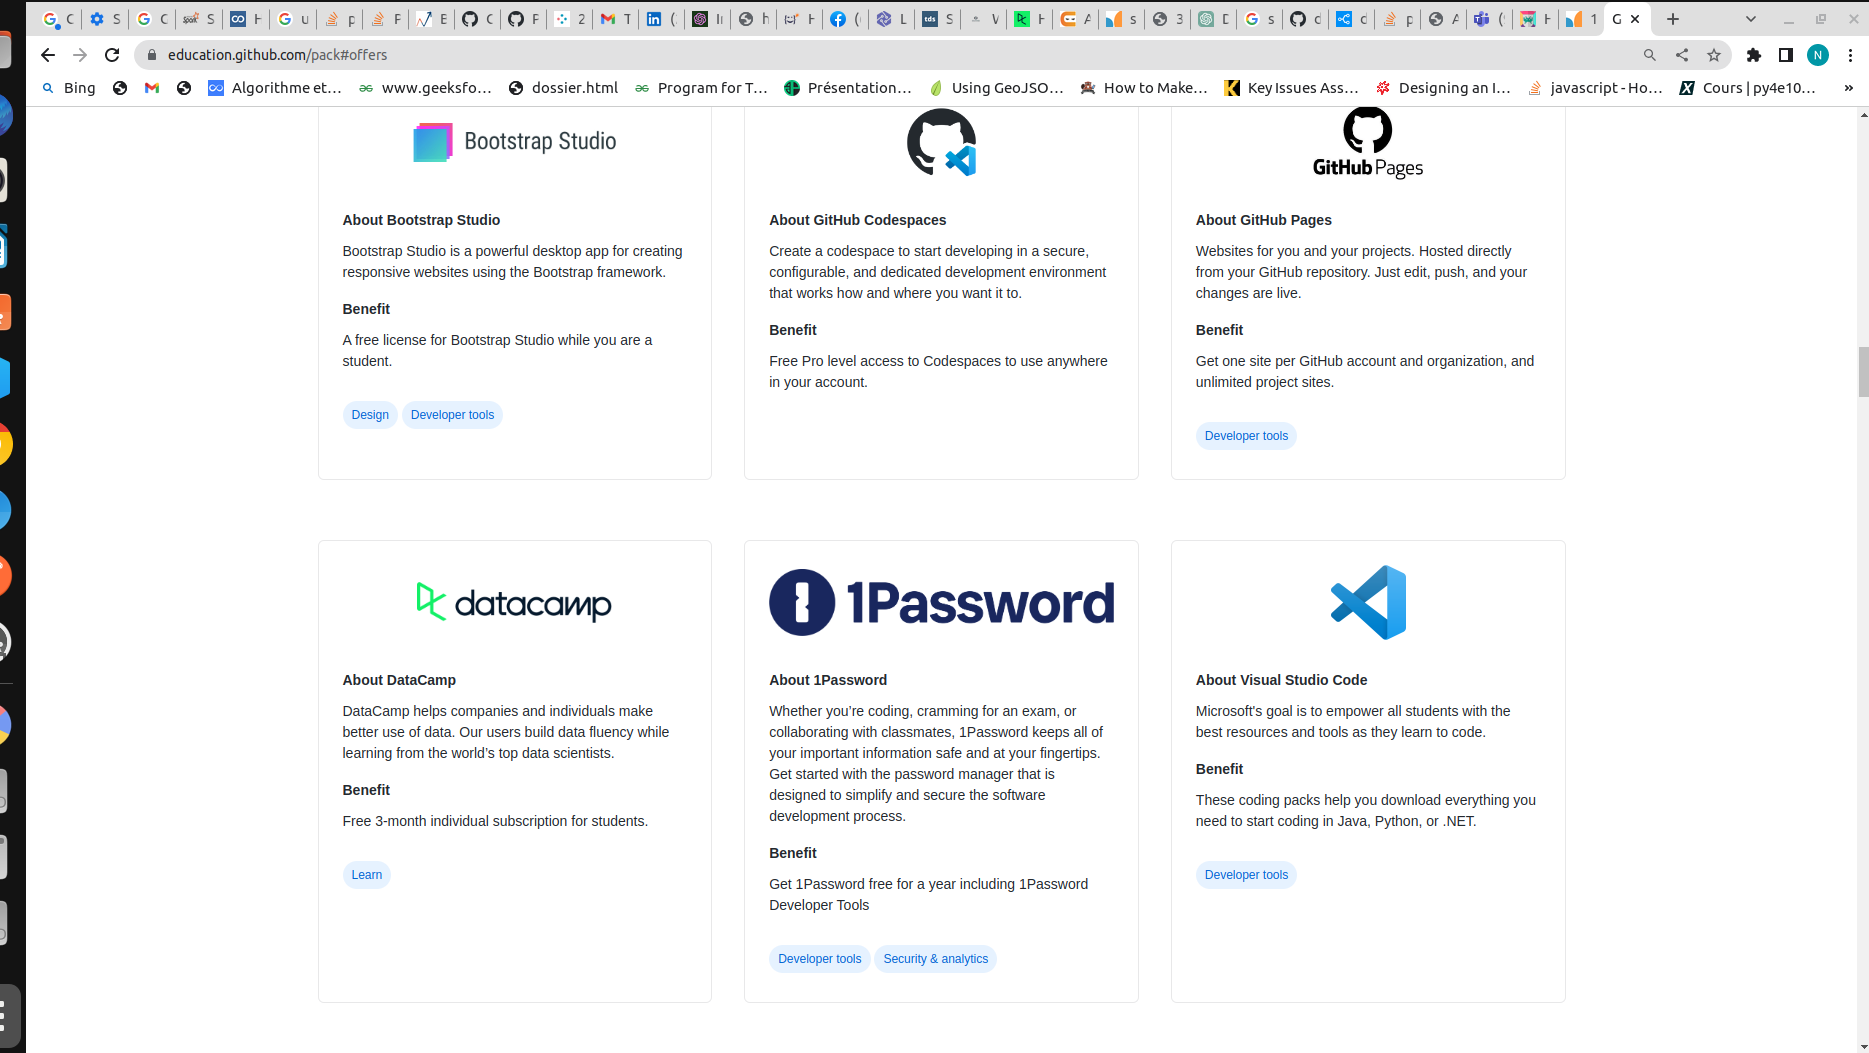 education.github.com/pack#offers
N
Bing
Algorithme et...
www.geeksfo...
dossier.html
Program for T...
Présentation...
Using GeoJSO...
How to Make...
Key Issues Ass...
Designing an I...
javascript - Ho...
Cours | py4e10...
»
Bootstrap Studio
About Bootstrap Studio
Bootstrap Studio is a powerful desktop app for creating
responsive websites using the Bootstrap framework.
Benefit
A free license for Bootstrap Studio while you are a
student.
Design
Developer tools
About GitHub Codespaces
Create a codespace to start developing in a secure,
configurable, and dedicated development environment
that works how and where you want it to.
Benefit
Free Pro level access to Codespaces to use anywhere
in your account.
GitHub Pages
About GitHub Pages
Websites for you and your projects. Hosted directly
from your GitHub repository. Just edit, push, and your
changes are live.
Benefit
Get one site per GitHub account and organization, and
unlimited project sites.
Developer tools
datacamp
About DataCamp
DataCamp helps companies and individuals make
better use of data. Our users build data fluency while
learning from the world’s top data scientists.
Benefit
Free 3-month individual subscription for students.
Learn
1Password
About 1Password
Whether you’re coding, cramming for an exam, or
collaborating with classmates, 1Password keeps all of
your important information safe and at your fingertips.
Get started with the password manager that is
designed to simplify and secure the software
development process.
Benefit
Get 1Password free for a year including 1Password
Developer Tools
Developer tools
Security & analytics
About Visual Studio Code
Microsoft's goal is to empower all students with the
best resources and tools as they learn to code.
Benefit
These coding packs help you download everything you
need to start coding in Java, Python, or .NET.
Developer tools